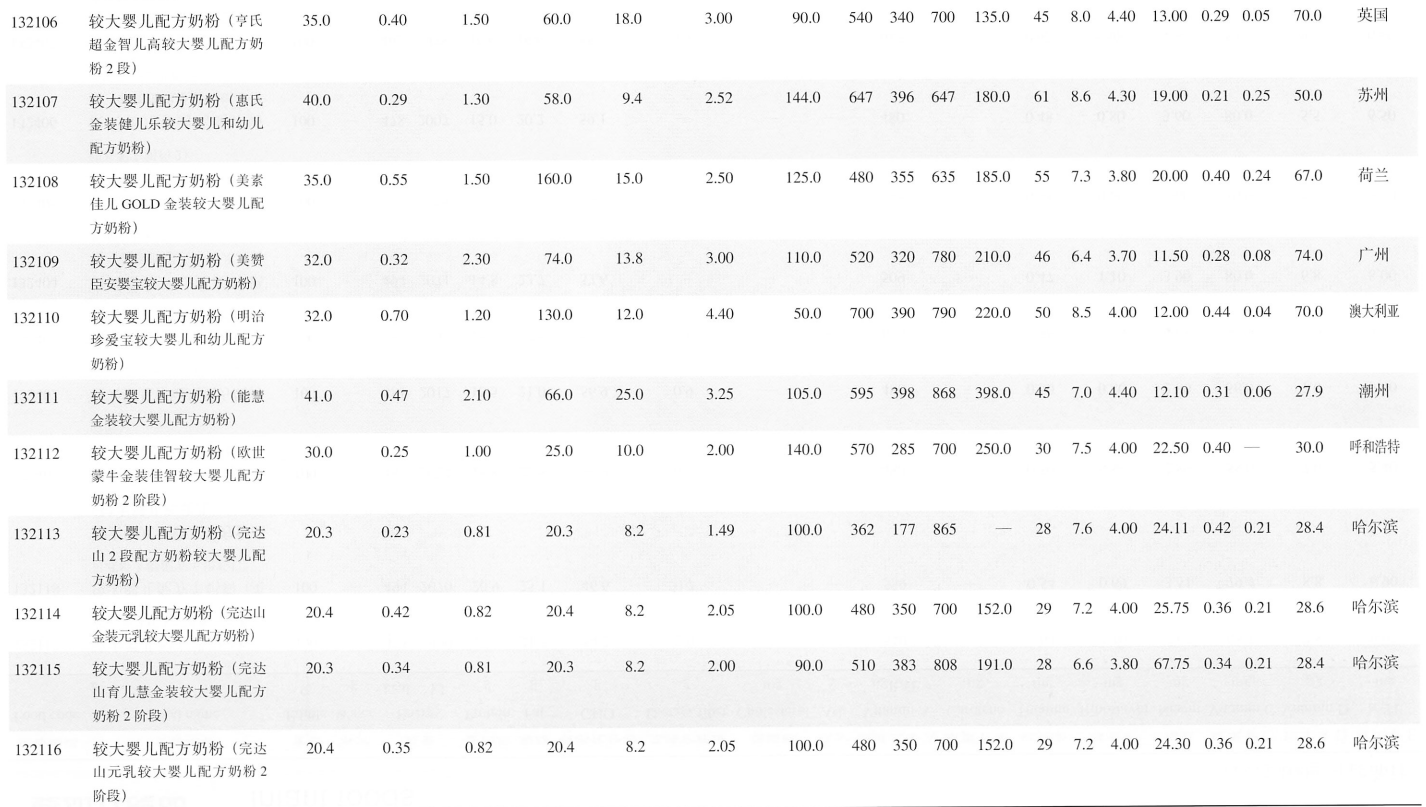 132106 较大婴儿配方奶粉（亨氏 35.0 0.40 1.50 60.0 18.0 3.00 90.0 540 340 700 135.0 45 8.0 4.40 13.00 0.29 0.05 70.0 英国
超金智儿高较大婴儿配方奶
粉 2 段）
132107 较大婴儿配方奶粉（惠氏 40.0 0.29 1.30 58.0 9.4 2.52 144.0 647 396 647 180.0 61 8.6 4.30 19.00 0.21 0.25 50.0 苏州
金装健儿乐较大婴儿和幼儿
配方奶粉）
132108 较大婴儿配方奶粉（美素 35.0 0.55 1.50 160.0 15.0 2.50 125.0 480 355 635 185.0 55 7.3 3.80 20.00 0.40 0.24 67.0 荷兰
佳儿 GOLD 金装较大婴儿配
方奶粉）
132109 较大婴儿配方奶粉（美赞 32.0 0.32 2.30 74.0 13.8 3.00 110.0 520 320 780 210.0 46 6.4 3.70 11.50 0.28 0.08 74.0 广州
臣安婴宝较大婴儿配方奶粉）
132110 较大婴儿配方奶粉（明治 32.0 0.70 1.20 130.0 12.0 4.40 50.0 700 390 790 220.0 50 8.5 4.00 12.00 0.44 0.04 70.0 澳大利亚
珍爱宝较大婴儿和幼儿配方
奶粉）
132111 较大婴儿配方奶粉（能慧 41.0 0.47 2.10 66.0 25.0 3.25 105.0 595 398 868 398.0 45 7.0 4.40 12.10 0.31 0.06 27.9 潮州
金装较大婴儿配方奶粉）
132112 较大婴儿配方奶粉（欧世 30.0 0.25 1.00 25.0 10.0 2.00 140.0 570 285 700 250.0 30 7.5 4.00 22.50 0.40 — 30.0 呼和浩特
蒙牛金装佳智较大婴儿配方
奶粉 2 阶段）
132113 较大婴儿配方奶粉（完达 20.3 0.23 0.81 20.3 8.2 1.49 100.0 362 177 865 — 28 7.6 4.00 24.11 0.42 0.21 28.4 哈尔滨
山 2 段配方奶粉较大婴儿配
方奶粉）
132114 较大婴儿配方奶粉（完达山 20.4 0.42 0.82 20.4 8.2 2.05 100.0 480 350 700 152.0 29 7.2 4.00 25.75 0.36 0.21 28.6 哈尔滨
金装元乳较大婴儿配方奶粉）
132115 较大婴儿配方奶粉（完达 20.3 0.34 0.81 20.3 8.2 2.00 90.0 510 383 808 191.0 28 6.6 3.80 67.75 0.34 0.21 28.4 哈尔滨
山育儿慧金装较大婴儿配方
奶粉 2 阶段）
132116 较大婴儿配方奶粉（完达 20.4 0.35 0.82 20.4 8.2 2.05 100.0 480 350 700 152.0 29 7.2 4.00 24.30 0.36 0.21 28.6 哈尔滨
山元乳较大婴儿配方奶粉 2
阶段）